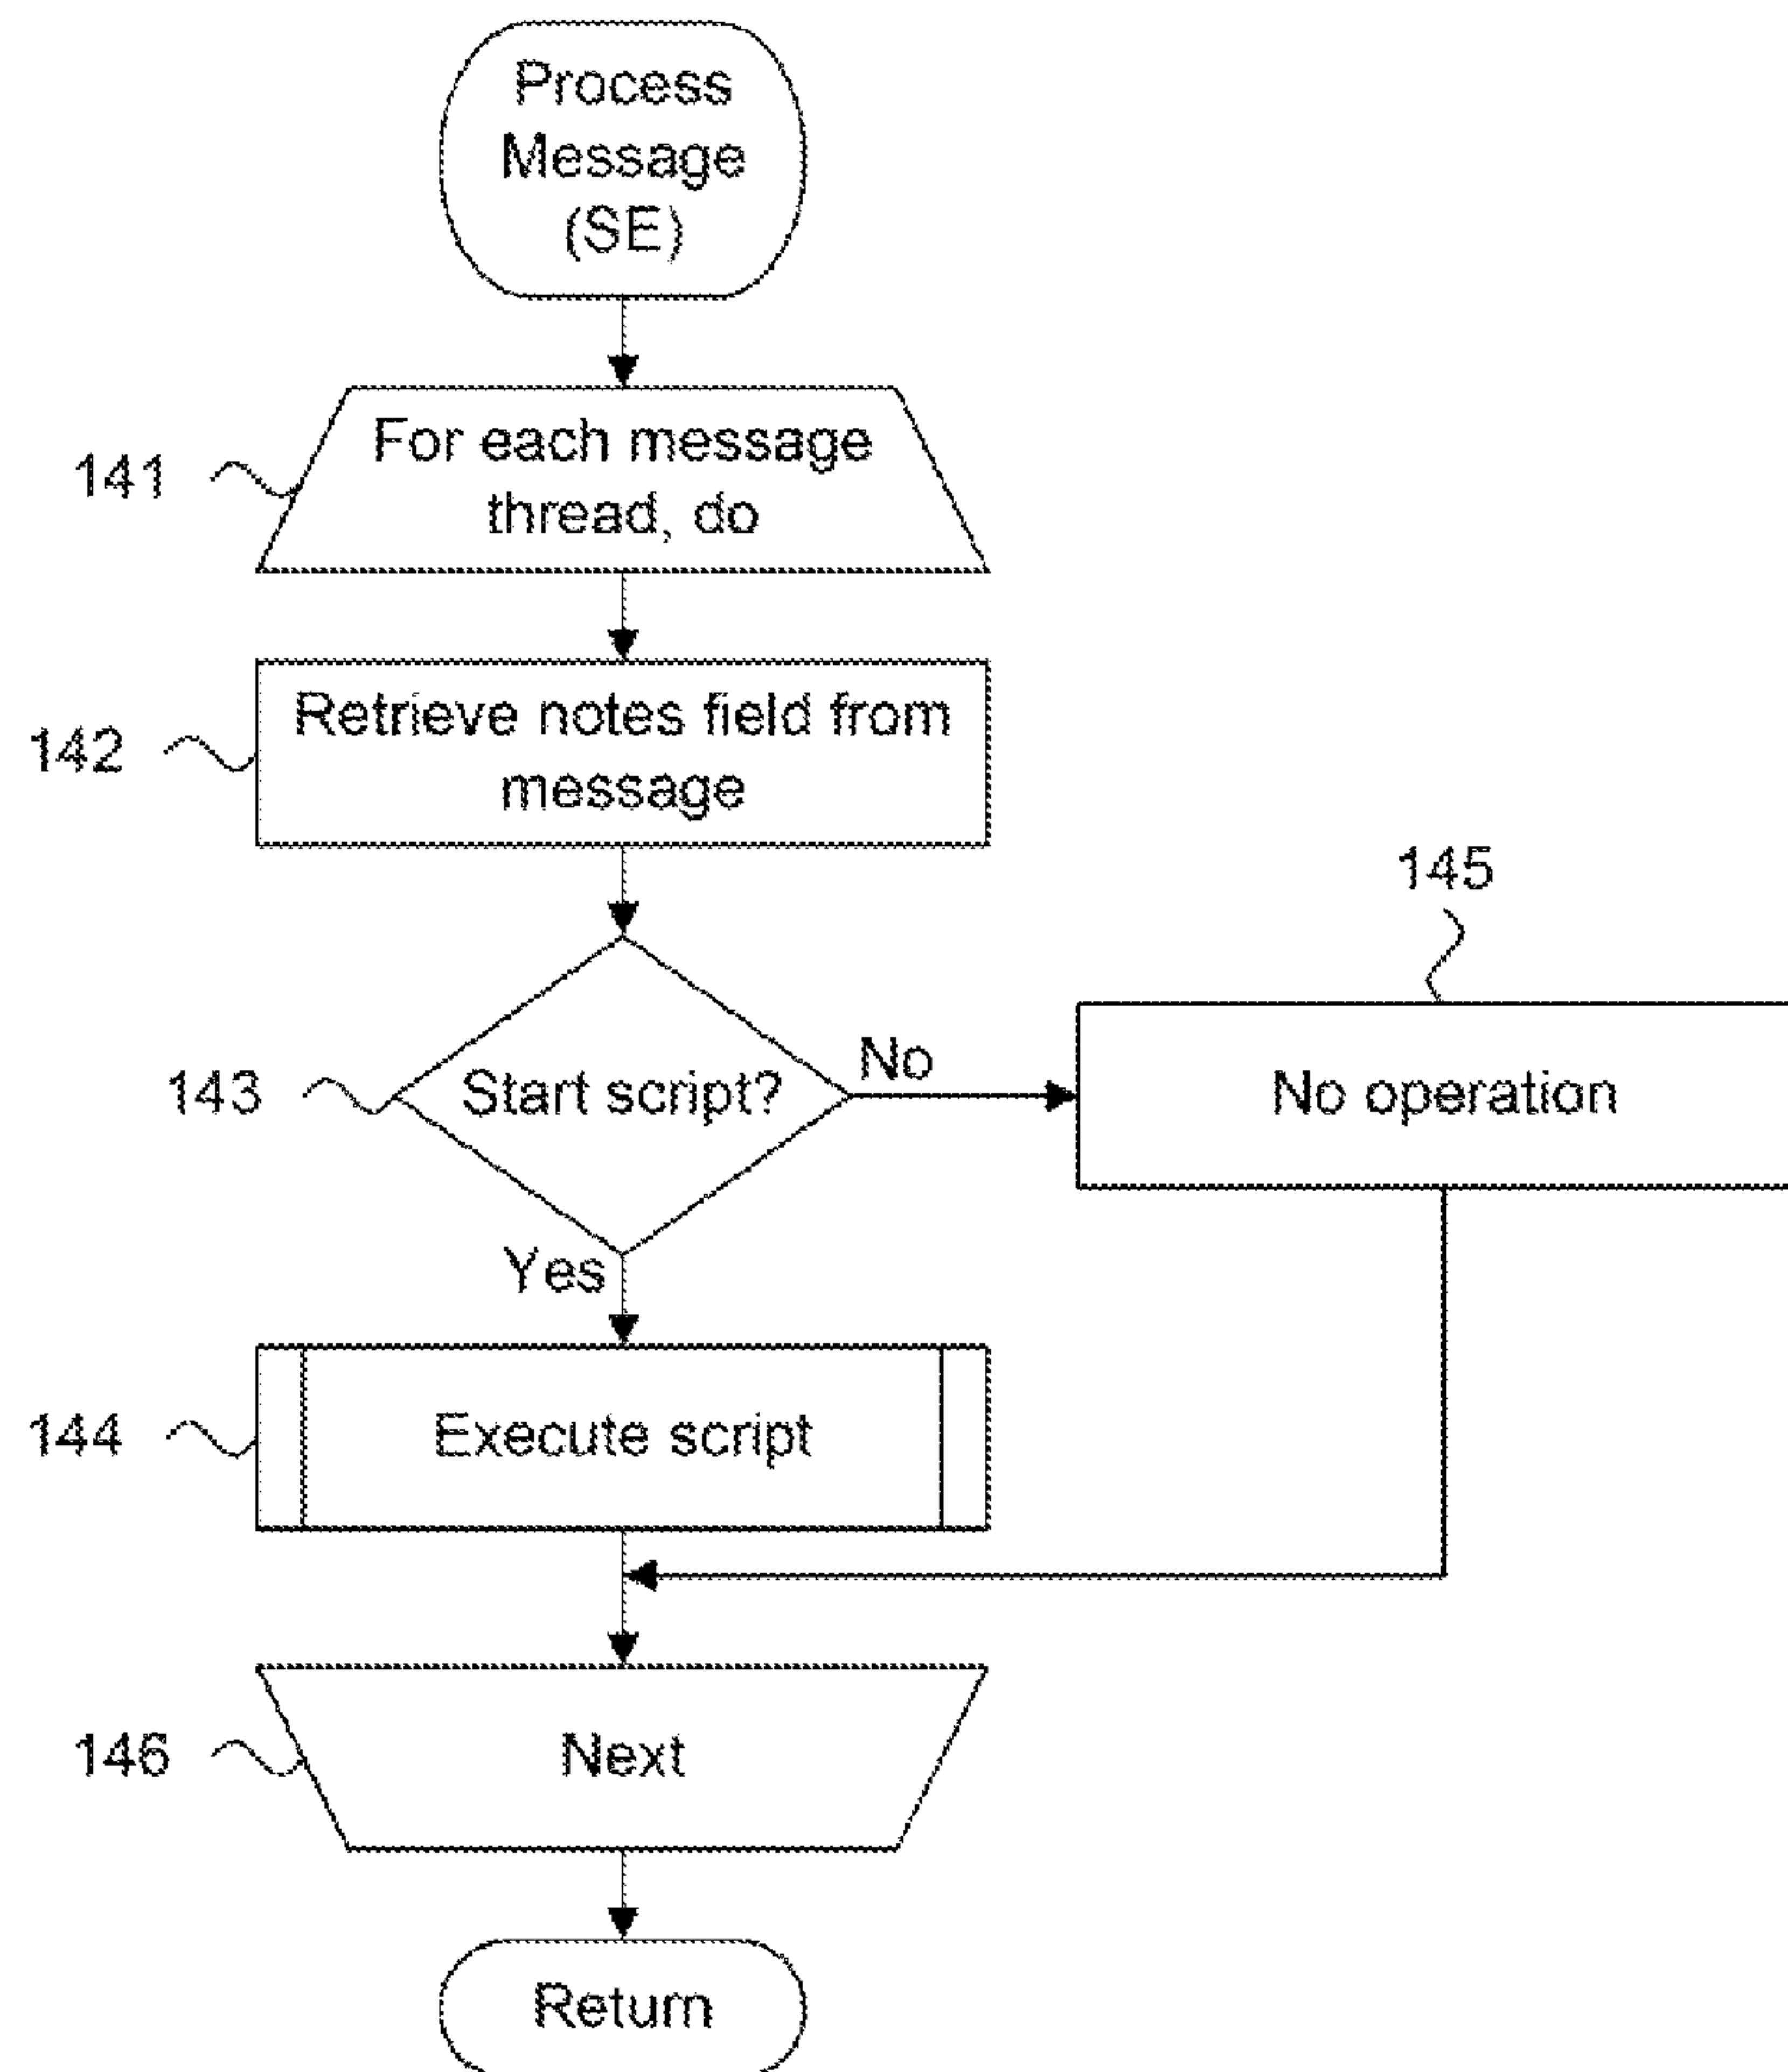 Process
Message
(SE)
141
For each message
thread, do
142
Retrieve notes field from
message
145
143
Start script?
No
No operation
Yes
144
Execute script
146
Next
Return